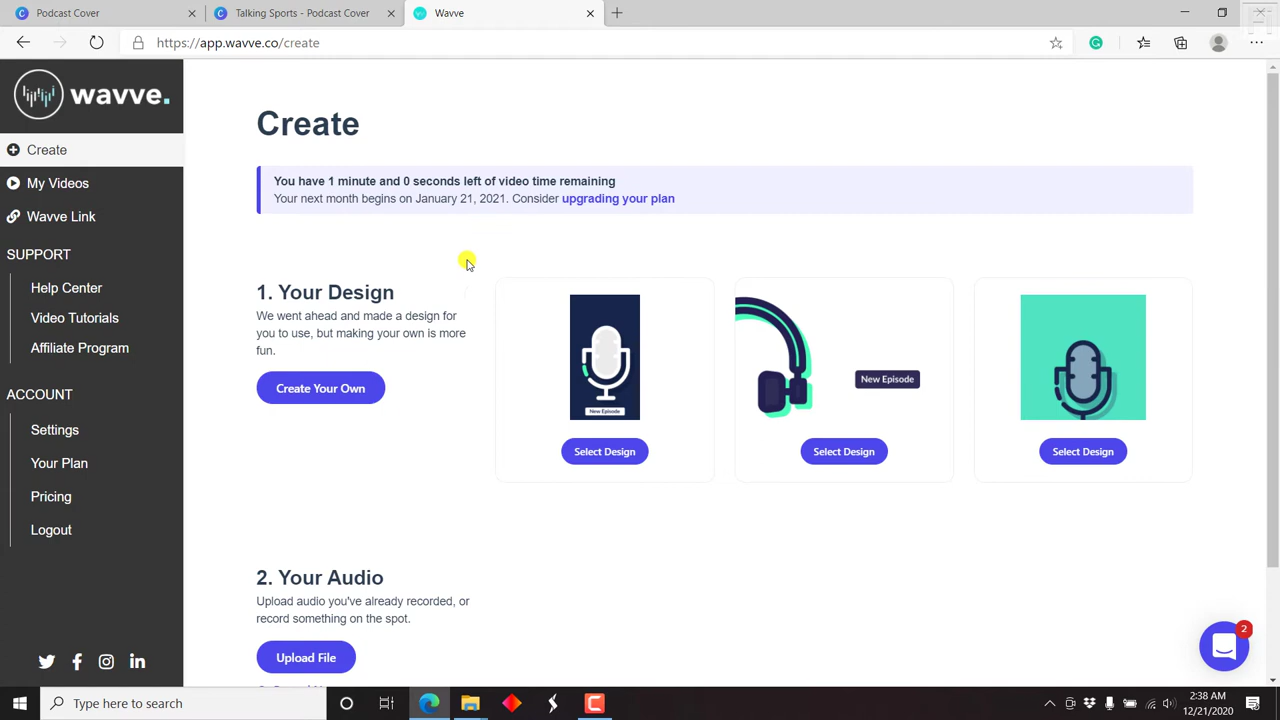 Podcast Cover
Talking Sports - Podcast Cover
Wavve
https://app.wavve.co/create
wavve.
Create
My Videos
Wavve Link
SUPPORT
Help Center
Video Tutorials
Affiliate Program
ACCOUNT
Settings
Your Plan
Pricing
Logout
Create
You have 1 minute and 0 seconds left of video time remaining
Your next month begins on January 21, 2021. Consider upgrading your plan
1. Your Design
We went ahead and made a design for
you to use, but making your own is more
fun.
Create Your Own
New Episode
Select Design
New Episode
Select Design
Select Design
2. Your Audio
Upload audio you've already recorded, or
record something on the spot.
Upload File
2
Type here to search
2:38 AM
12/21/2020